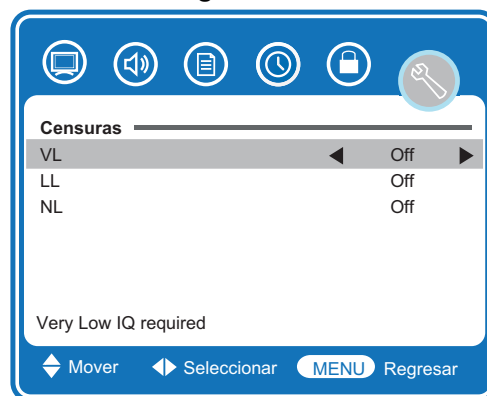 Censuras
VL Off
LL Off
NL Off
Very Low IQ required
Mover Seleccionar MENU Regresar